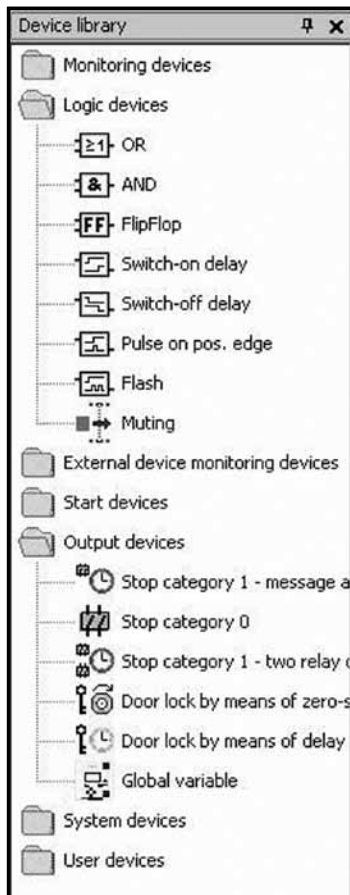 Device library
Monitoring devices
Logic devices
≥1 OR
& AND
FF FlipFlop
Switch-on delay
Switch-off delay
Pulse on pos. edge
Flash
Muting
External device monitoring devices
Start devices
Output devices
Stop category 1 - message a
Stop category 0
Stop category 1 - two relay
Door lock by means of zero-s
Door lock by means of delay
Global variable
System devices
User devices